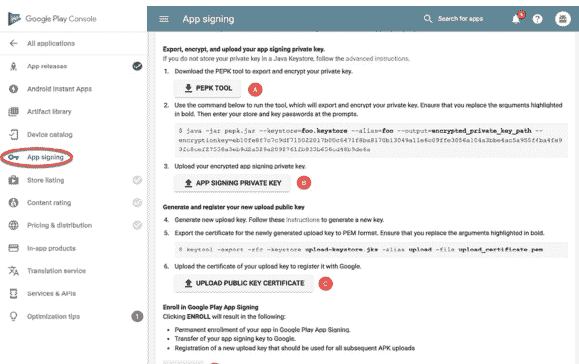 Google Play Console
App signing
Search for apps
All applications
App releases
Android Instant Apps
Artifact library
Device catalog
App signing
Store listing
Content rating
Pricing & distribution
In-app products
Translation service
Services & APIs
Optimization tips
1
Export, encrypt, and upload your app signing private key.
If you do not store your private key in a Java Keystore, follow the advanced instructions.
1. Download the PEPK tool to export and encrypt your private key.
PEPK TOOL
A
2. Use the command below to run the tool, which will export and encrypt your private key. Ensure that you replace the arguments highlighted
in bold. Then enter your store and key passwords at the prompts.
$ java -jar pepk.jar --keystore=foo.keystore --alias=foo --output=encrypted_private_key_path --
3. Upload your encrypted app signing private key.
APP SIGNING PRIVATE KEY
B
Generate and register your new upload public key
4. Generate new upload key. Follow these instructions to generate a new key.
5. Export the certificate for the newly generated upload key to PEM format. Ensure that you replace the arguments highlighted in bold.
$ keytool -export -rfc -keystore upload-keystore.jks -alias upload -file upload_certificate.pem
6. Upload the certificate of your upload key to register it with Google.
UPLOAD PUBLIC KEY CERTIFICATE
C
Enroll in Google Play App Signing
Clicking ENROLL will result in the following:
• Permanent enrollment of your app in Google Play App Signing.
• Transfer of your app signing key to Google.
• Registration of a new upload key that should be used for all subsequent APK uploads